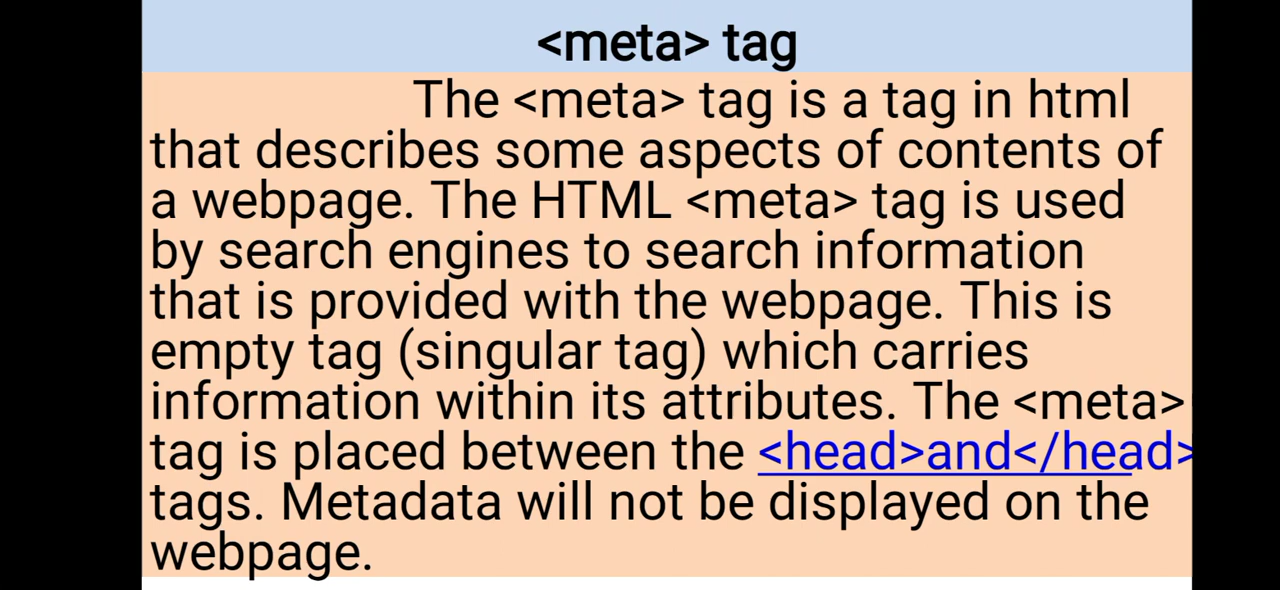 <meta> tag
The <meta> tag is a tag in html
that describes some aspects of contents of
a webpage. The HTML <meta> tag is used
by search engines to search information
that is provided with the webpage. This is
empty tag (singular tag) which carries
information within its attributes. The <meta>
tag is placed between the <head>and</head>
tags. Metadata will not be displayed on the
webpage.